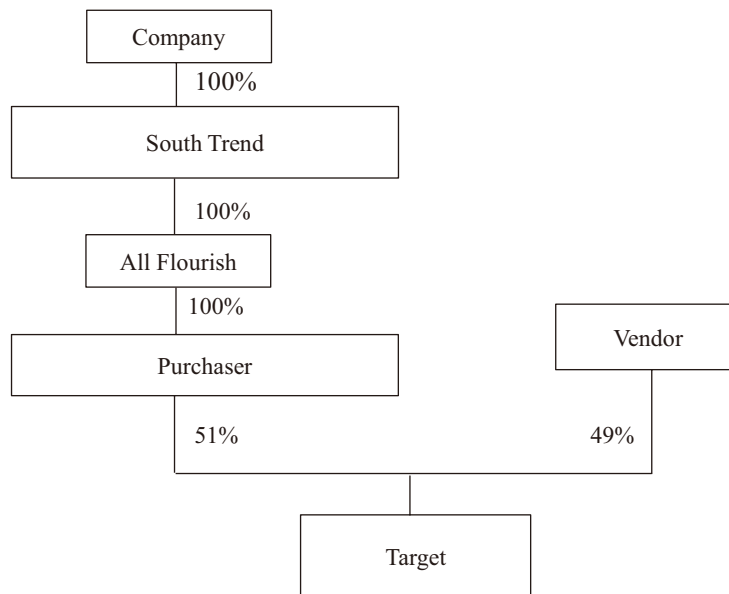 Company
100%
South Trend
100%
All Flourish
100%
Purchaser
Vendor
51%
49%
Target